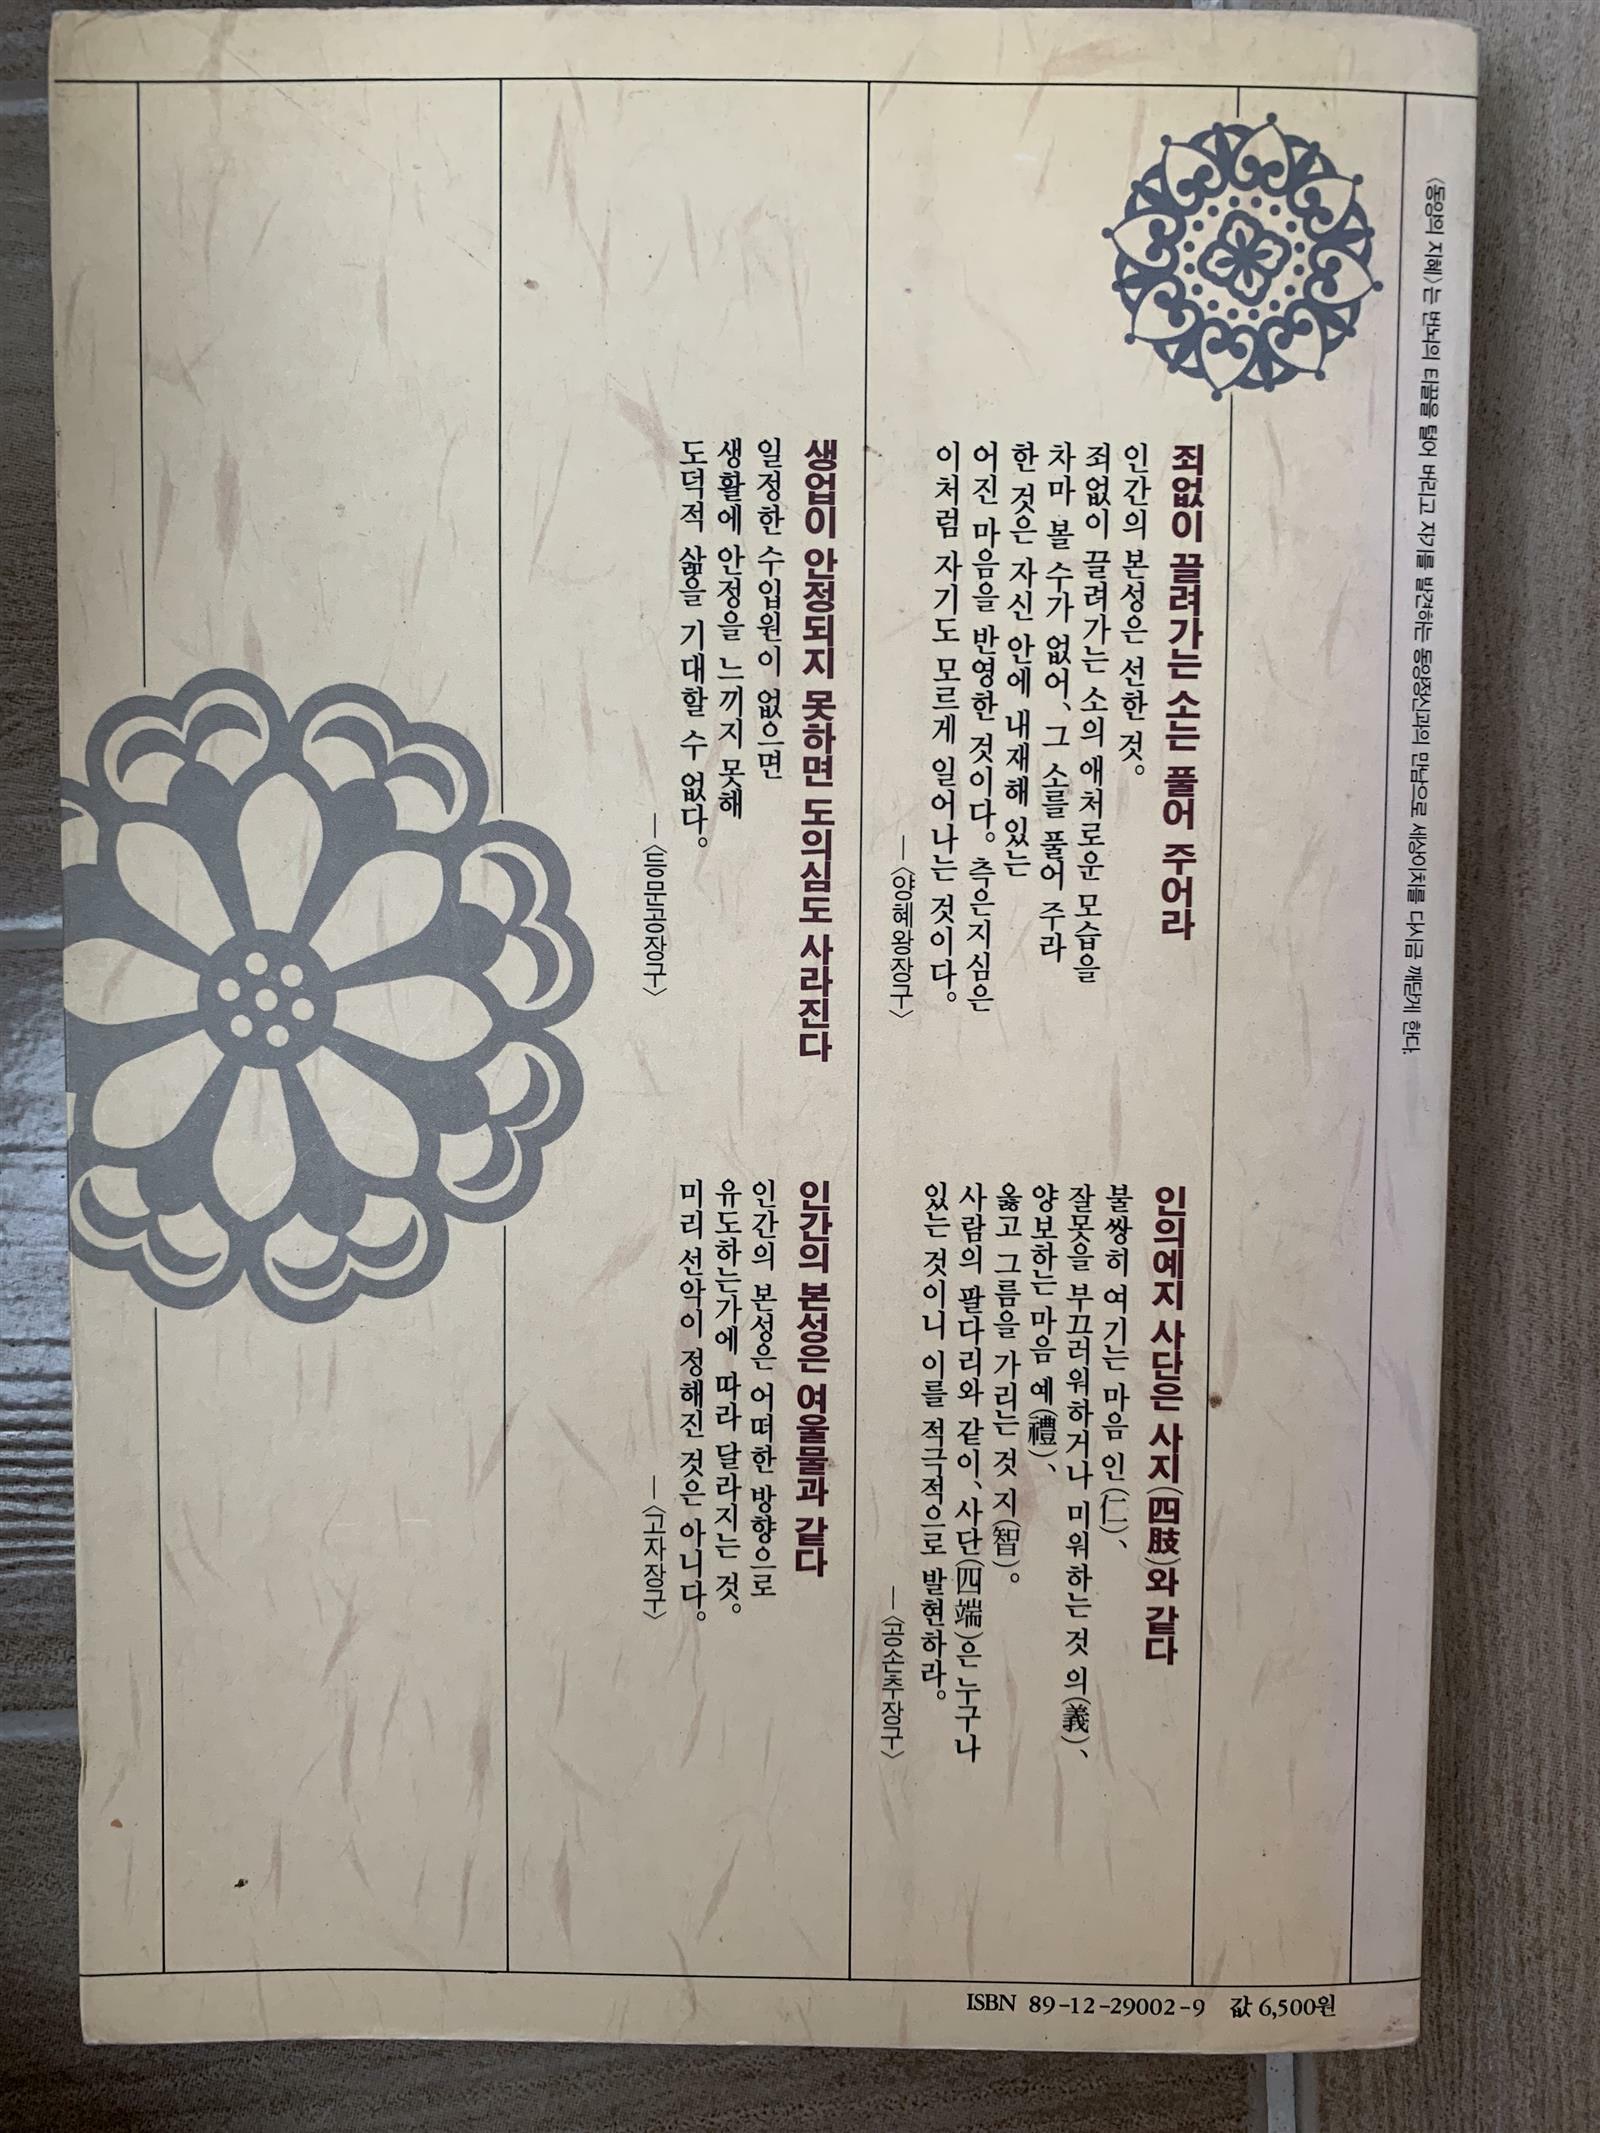 〈동양의 지혜〉는 번뇌의 티끌을 털어 버리고 자기를 발견하는 동양정신과의 만남으로 세상이치를 다시금 깨닫게 한다.
죄없이 끌려가는 소는 풀어 주어라
인간의 본성은 선한 것.
죄없이 끌려가는 소의 애처로운 모습을
차마 볼 수가 없어, 그 소를 풀어 주라
한 것은 자신 안에 내재해 있는
어진 마음을 반영한 것이다. 측은지심은
이처럼 자기도 모르게 일어나는 것이다.
―〈양혜왕장구〉
인의예지 사단은 사지(四肢)와 같다
불쌍히 여기는 마음 인(仁),
잘못을 부끄러워하거나 미워하는 것 의(義),
양보하는 마음 예(禮),
옳고 그름을 가리는 것 지(智).
사람의 팔다리와 같이, 사단(四端)은 누구나
있는 것이니 이를 적극적으로 발현하라.
―〈공손추장구〉
생업이 안정되지 못하면 도의심도 사라진다
일정한 수입원이 없으면
생활에 안정을 느끼지 못해
도덕적 삶을 기대할 수 없다.
―〈등문공장구〉
인간의 본성은 여울물과 같다
인간의 본성은 어떠한 방향으로
유도하는가에 따라 달라지는 것.
미리 선악이 정해진 것은 아니다.
―〈고자장구〉
ISBN 89-12-29002-9 값 6,500원